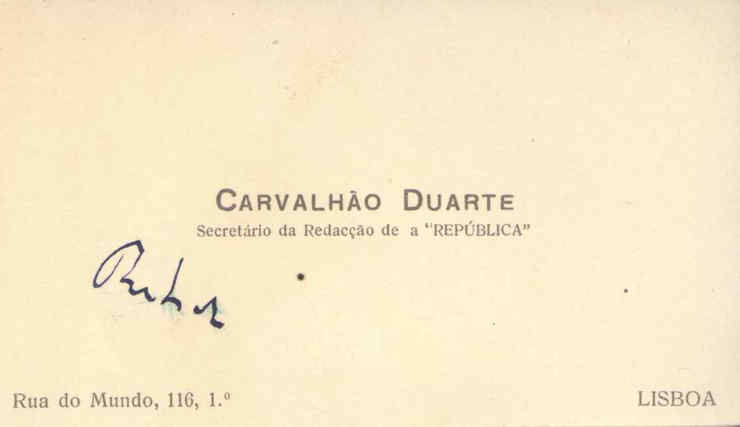 CARVALHÃO DUARTE
Secretário da Redacção de a "REPÚBLICA"
Rua do Mundo, 116, 1.º
LISBOA